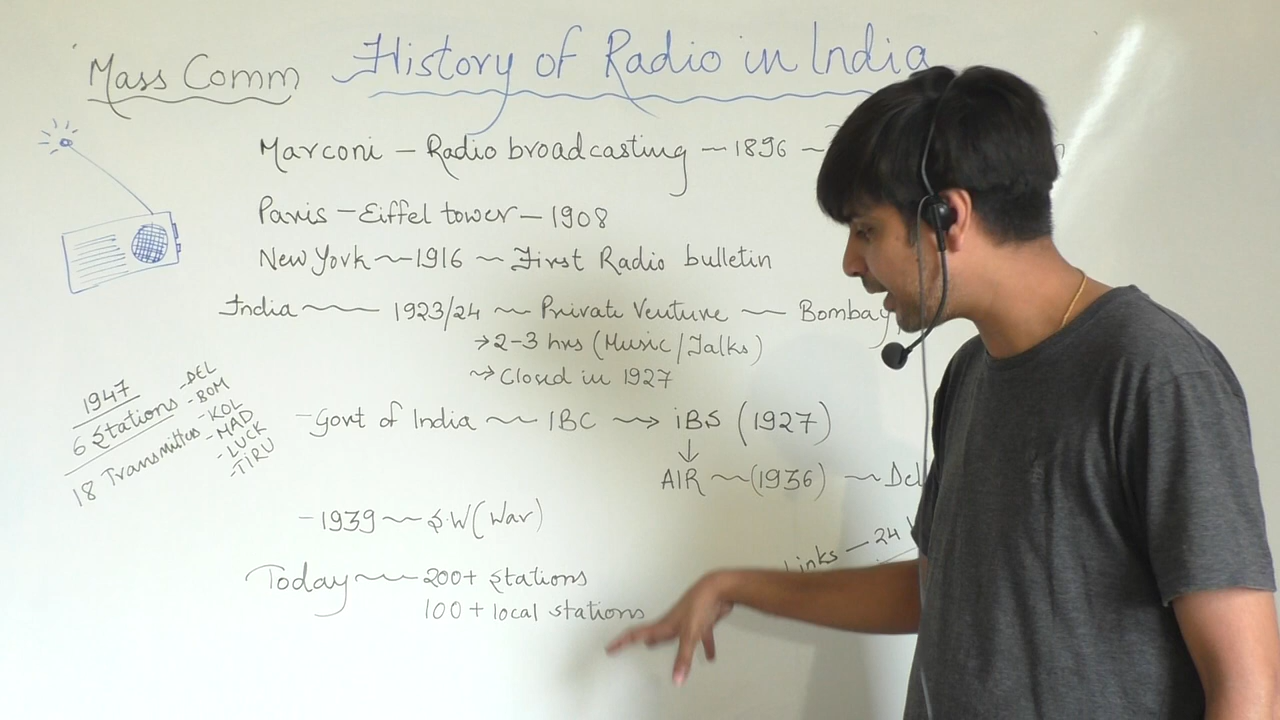 Mass Comm
History of Radio in India
Marconi - Radio broadcasting ~ 1896 ~
Paris - Eiffel tower - 1908
New York ~ 1916 ~ First Radio bulletin
India ~ 1923/24 ~ Private Venture ~ Bombay,
→ 2-3 hrs (Music/Talks)
→ Closed in 1927
1947
6 Stations
- DEL
- BOM
- KOL
- MAD
- LUCK
- TIRU
18 Transmitters
- Govt of India ~ IBC → iBS (1927)
↓
AIR ~ (1936) ~ Del
- 1939 ~ SW (War)
Links - 24
Today ~ 200+ Stations
100+ local stations